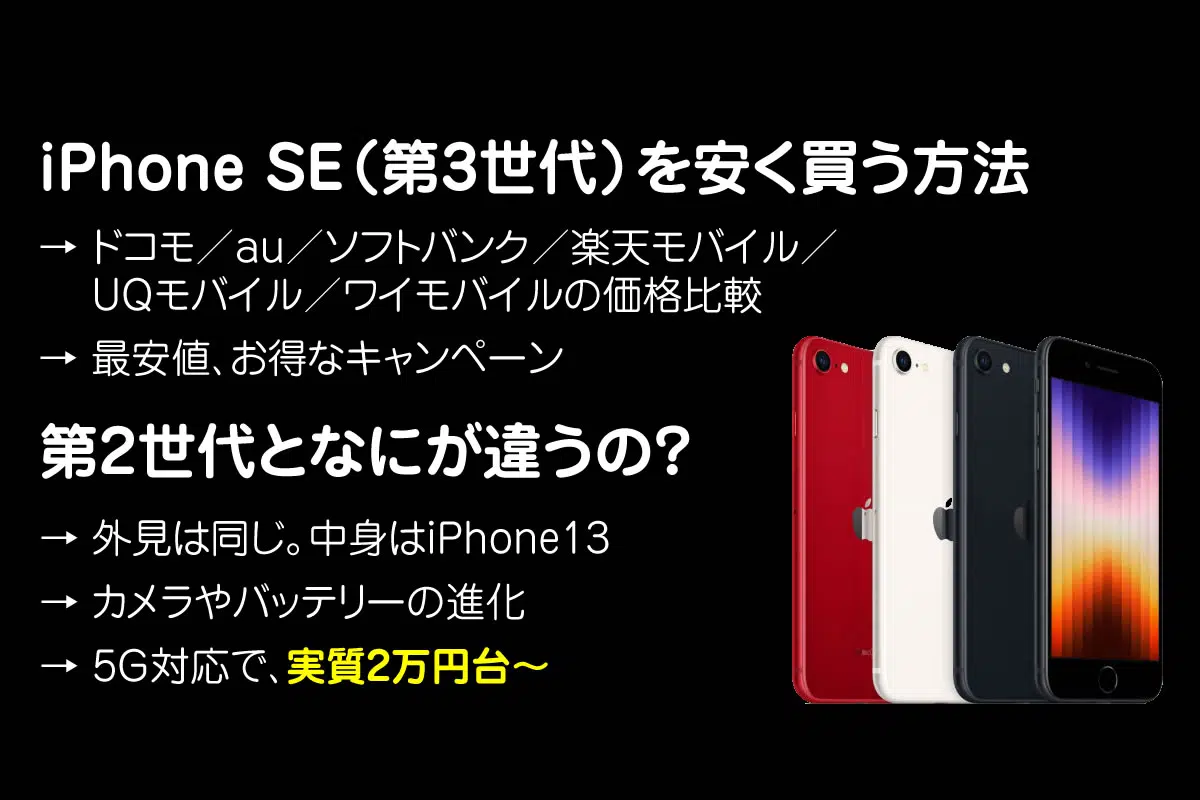 iPhone SE（第3世代）を安く買う方法
→ ドコモ／au／ソフトバンク／楽天モバイル／
UQモバイル／ワイモバイルの価格比較
→ 最安値、お得なキャンペーン
第2世代となにが違うの？
→ 外見は同じ。中身はiPhone13
→ カメラやバッテリーの進化
→ 5G対応で、実質2万円台～